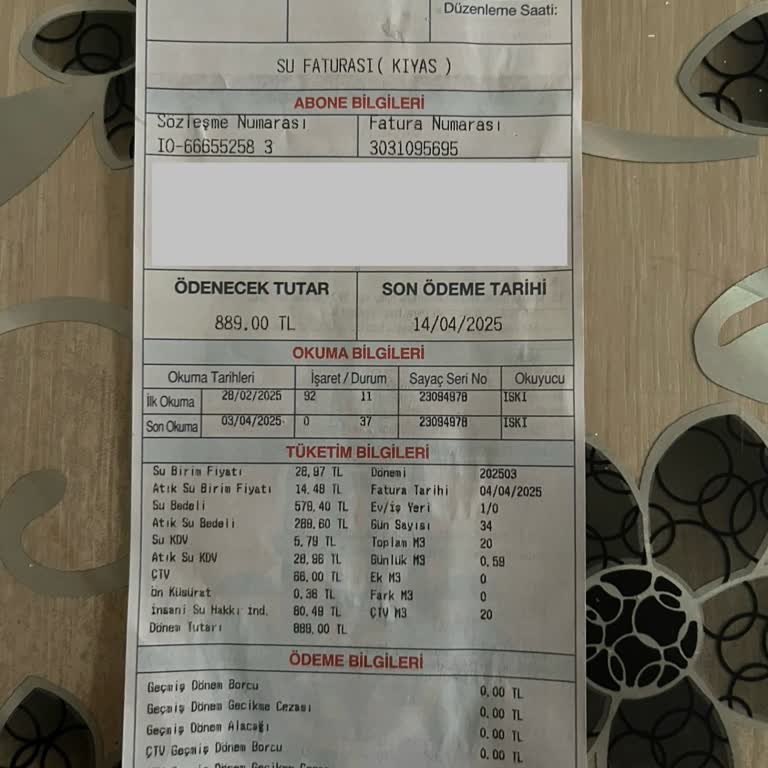 Düzenleme Saati:
SU FATURASI( KIYAS )
ABONE BİLGİLERİ
Sözleşme Numarası Fatura Numarası
IO-66655258 3 3031095695
ÖDENECEK TUTAR SON ÖDEME TARİHİ
889.00 TL 14/04/2025
OKUMA BİLGİLERİ
Okuma Tarihleri İşaret / Durum Sayaç Seri No Okuyucu
İlk Okuma 28/02/2025 92 11 23094978 ISKI
Son Okuma 03/04/2025 0 37 23094978 ISKI
TÜKETİM BİLGİLERİ
Su Birim Fiyatı 28,97 TL Dönemi 202503
Atık Su Birim Fiyatı 14.48 TL Fatura Tarihi 04/04/2025
Su Bedeli 579.40 TL Ev/iş Yeri 1/0
Atık Su Bedeli 289.60 TL Gün Sayısı 34
Su KDV 5.79 TL Toplam M3 20
Atık Su KDV 28.96 TL Günlük M3 0.59
ÇTV 66.00 TL Ek M3 0
ön Küsürat 0.36 TL Fark M3 0
insani Su Hakkı ind. 80.49 TL ÇTV M3 20
Dönem Tutarı 889.00 TL
ÖDEME BİLGİLERİ
Geçmiş Dönem Borcu 0.00 TL
Geçmiş Dönem Gecikme Cezası 0.00 TL
Geçmiş Dönem Alacağı 0.00 TL
ÇTV Geçmiş Dönem Borcu 0.00 TL